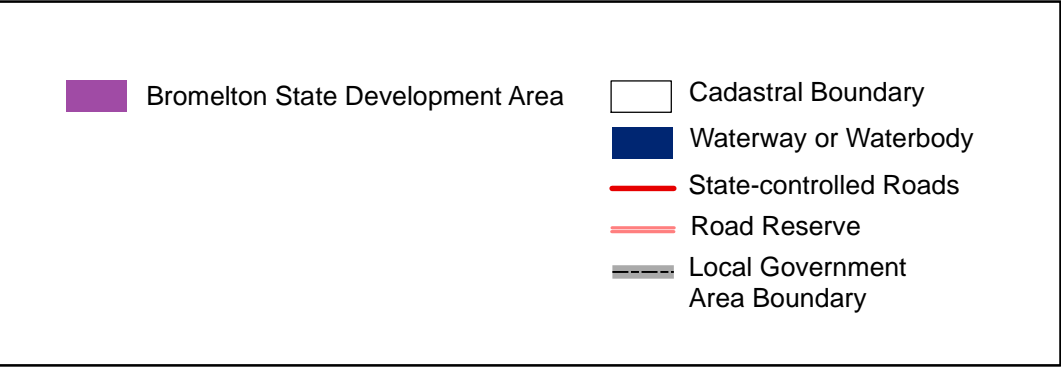 Bromelton State Development Area
Cadastral Boundary
Waterway or Waterbody
State-controlled Roads
Road Reserve
Local Government
Area Boundary